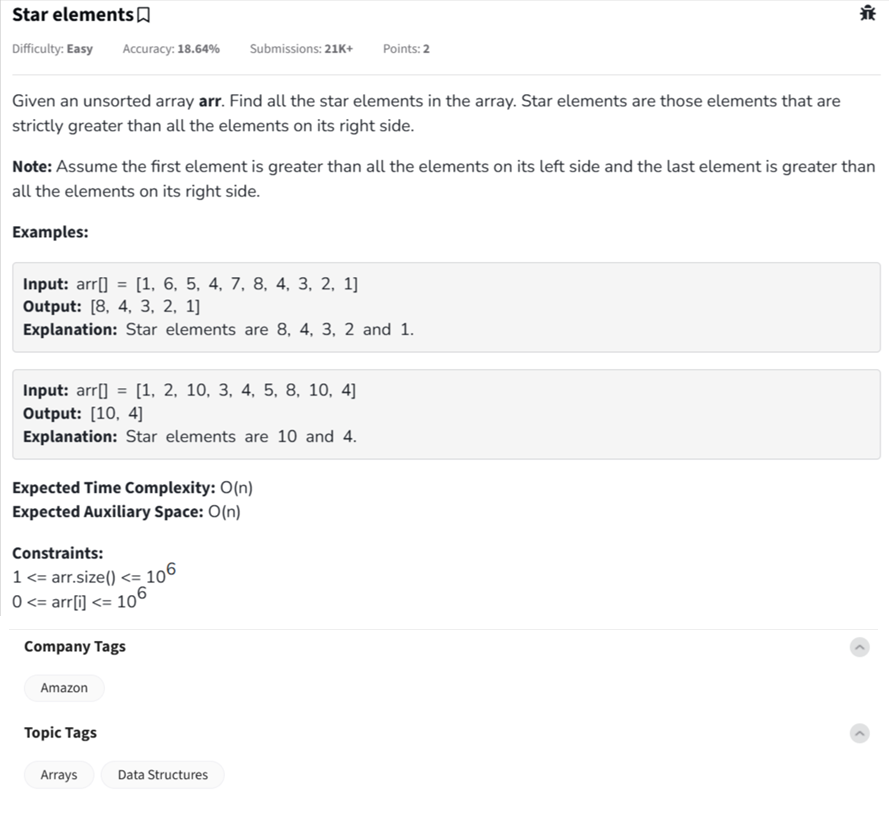 Star elements
Difficulty: Easy Accuracy: 18.64% Submissions: 21K+ Points: 2
Given an unsorted array arr. Find all the star elements in the array. Star elements are those elements that are
strictly greater than all the elements on its right side.
Note: Assume the first element is greater than all the elements on its left side and the last element is greater than
all the elements on its right side.
Examples:
Input: arr[] = [1, 6, 5, 4, 7, 8, 4, 3, 2, 1]
Output: [8, 4, 3, 2, 1]
Explanation: Star elements are 8, 4, 3, 2 and 1.
Input: arr[] = [1, 2, 10, 3, 4, 5, 8, 10, 4]
Output: [10, 4]
Explanation: Star elements are 10 and 4.
Expected Time Complexity: O(n)
Expected Auxiliary Space: O(n)
Constraints:
1 <= arr.size() <= 10^6
0 <= arr[i] <= 10^6
Company Tags
Amazon
Topic Tags
Arrays Data Structures